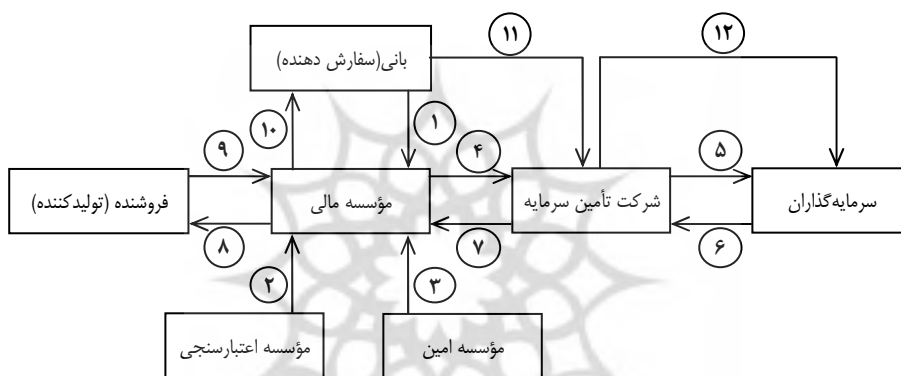 ۱۱
۱۲
بانی(سفارش دهنده)
۱۰
۱
۹
۴
۵
فروشنده (تولیدکننده)
مؤسسه مالی
شرکت تأمین سرمایه
سرمایه‌گذاران
۸
۷
۶
۲
۳
مؤسسه اعتبارسنجی
مؤسسه امین